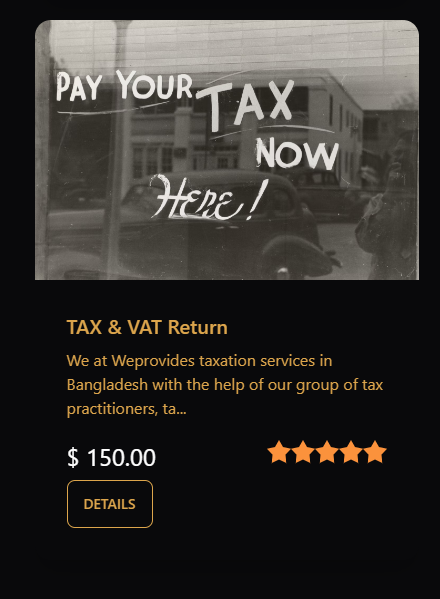 PAY YOUR
TAX
NOW
HERE!
TAX & VAT Return
We at Weprovides taxation services in
Bangladesh with the help of our group of tax
practitioners, ta...
$ 150.00
DETAILS